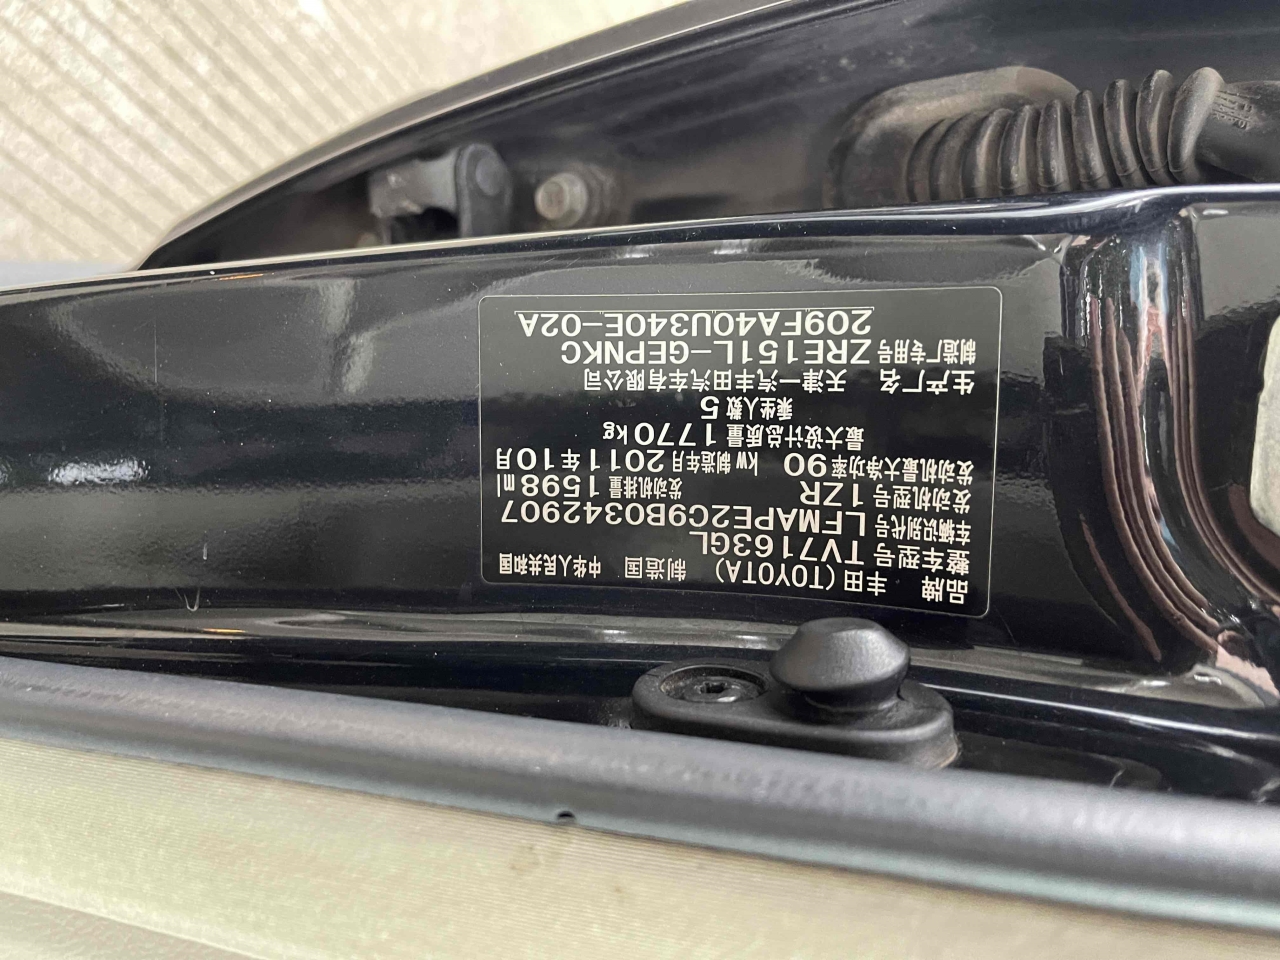 品牌 丰田(TOYOTA) 制造国 中华人民共和国
整车型号 TV7163GL
车辆识别代号 LFMAPE2C9B0342907
发动机型号 1ZR 发动机排量 1598ml
发动机最大净功率 90 kw 制造年月 2011年10月
最大设计总质量 1770kg
乘坐人数 5
生产厂名 天津一汽丰田汽车有限公司
制造厂专用号 ZRE151L-GEPNKC
209FA40U340E-02A